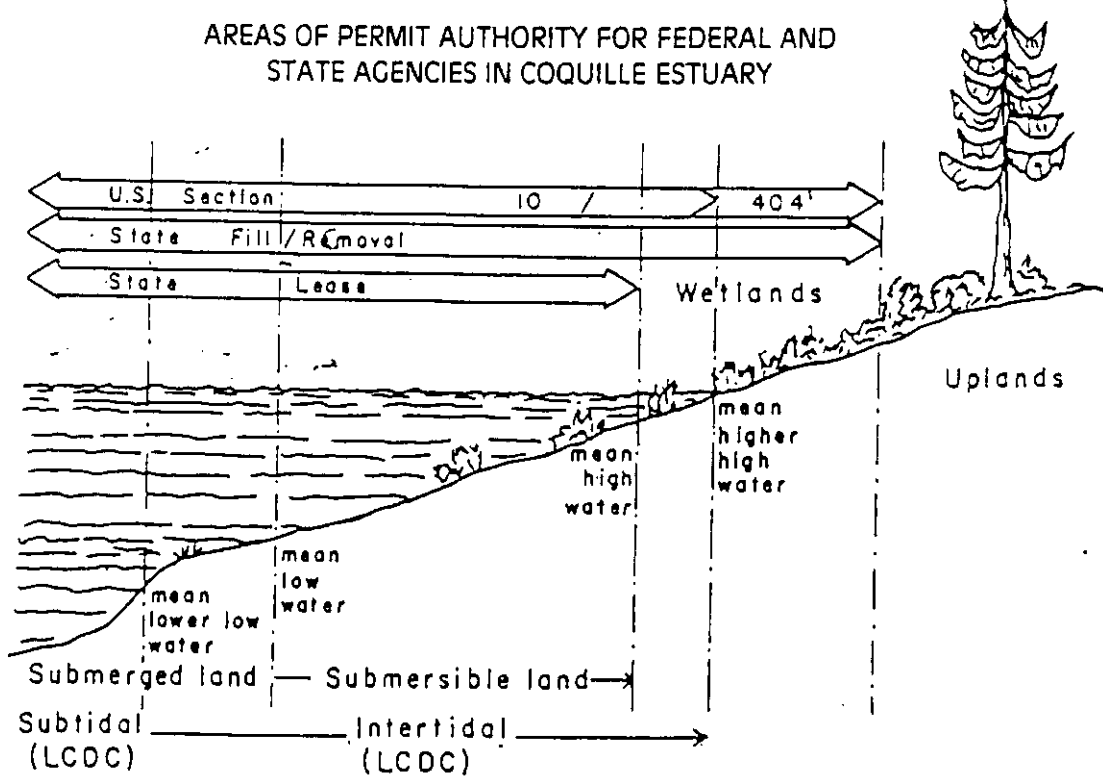 AREAS OF PERMIT AUTHORITY FOR FEDERAL AND
STATE AGENCIES IN COQUILLE ESTUARY
U.S. Section 10 / 404
State Fill / Removal
State Lease
Wetlands
Uplands
mean
higher
high
water
mean
high
water
mean
low
water
mean
lower low
water
Submerged land
Submersible land
Subtidal
(LCDC)
Intertidal
(LCDC)